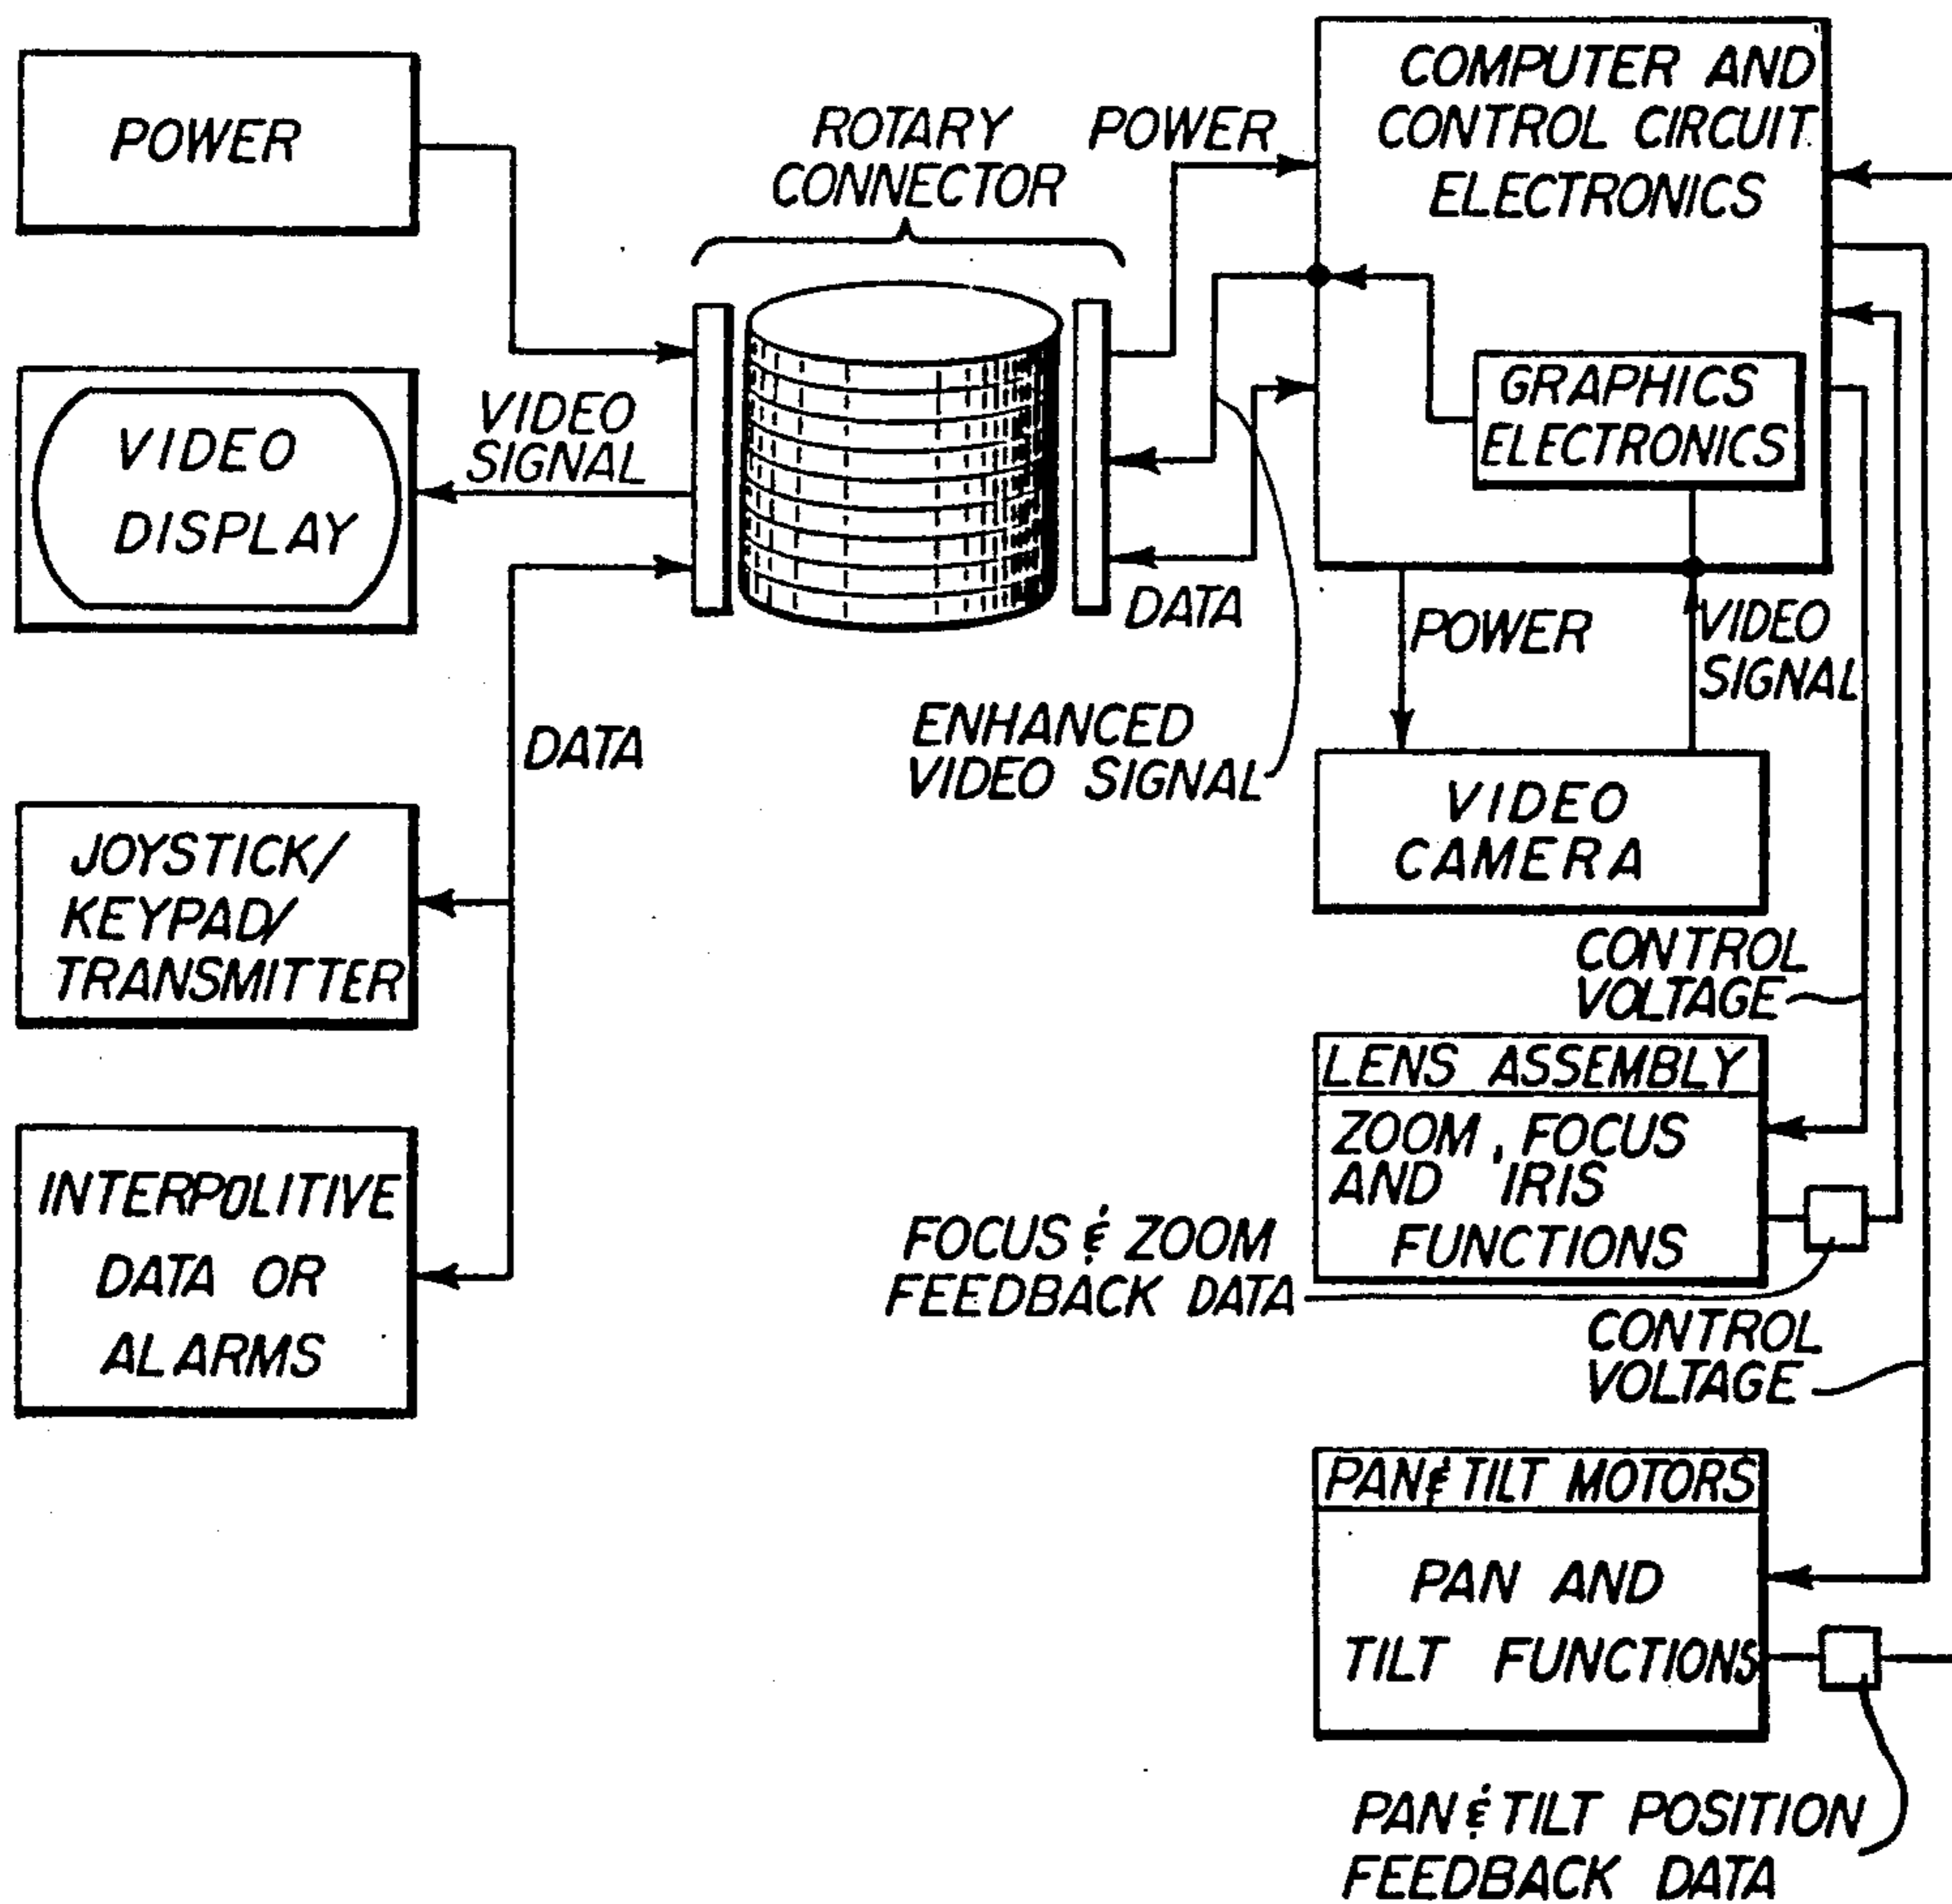 POWER
ROTARY
CONNECTOR
POWER
COMPUTER AND
CONTROL CIRCUIT
ELECTRONICS
GRAPHICS
ELECTRONICS
VIDEO
DISPLAY
VIDEO
SIGNAL
DATA
DATA
ENHANCED
VIDEO SIGNAL
POWER
VIDEO
SIGNAL
VIDEO
CAMERA
JOYSTICK/
KEYPAD/
TRANSMITTER
CONTROL
VOLTAGE
LENS ASSEMBLY
ZOOM, FOCUS
AND IRIS
FUNCTIONS
INTERPOLITIVE
DATA OR
ALARMS
FOCUS & ZOOM
FEEDBACK DATA
CONTROL
VOLTAGE
PAN & TILT MOTORS
PAN AND
TILT FUNCTIONS
PAN & TILT POSITION
FEEDBACK DATA